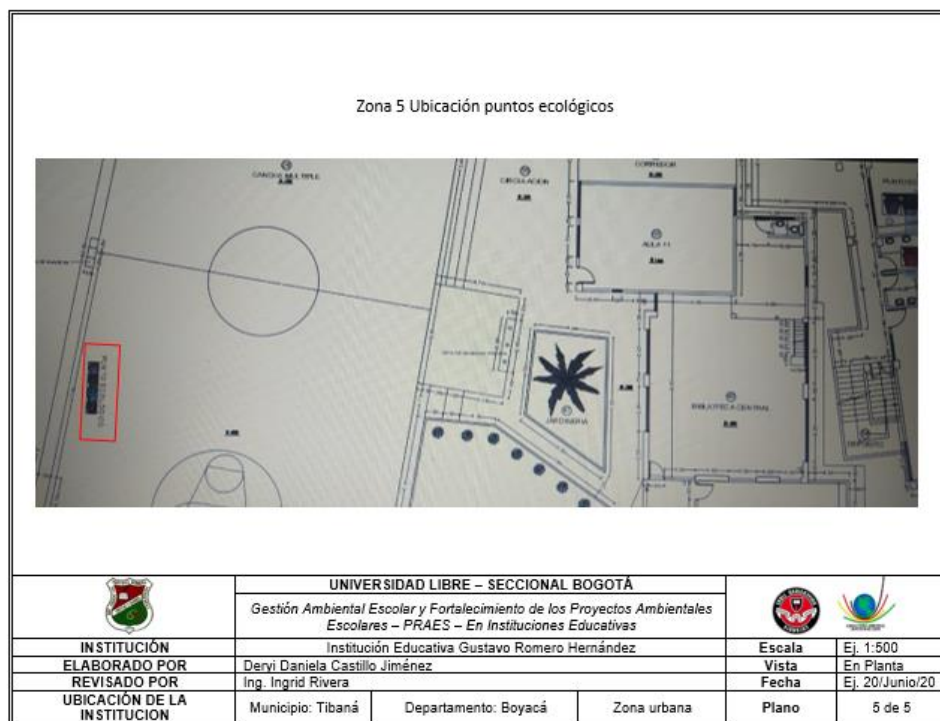 Zona 5 Ubicación puntos ecológicos
CANCHA MULTIPLE
CIRCULACION
CORREDOR
AULA 11
JARDINERIA
BIBLIOTECA CENTRAL
UNIVERSIDAD LIBRE – SECCIONAL BOGOTÁ
Gestión Ambiental Escolar y Fortalecimiento de los Proyectos Ambientales
Escolares – PRAES – En Instituciones Educativas
INSTITUCIÓN
Institución Educativa Gustavo Romero Hernández
Escala
Ej. 1:500
ELABORADO POR
Deryi Daniela Castillo Jiménez
Vista
En Planta
REVISADO POR
Ing. Ingrid Rivera
Fecha
Ej. 20/Junio/20
UBICACIÓN DE LA
INSTITUCION
Municipio: Tibaná
Departamento: Boyacá
Zona urbana
Plano
5 de 5